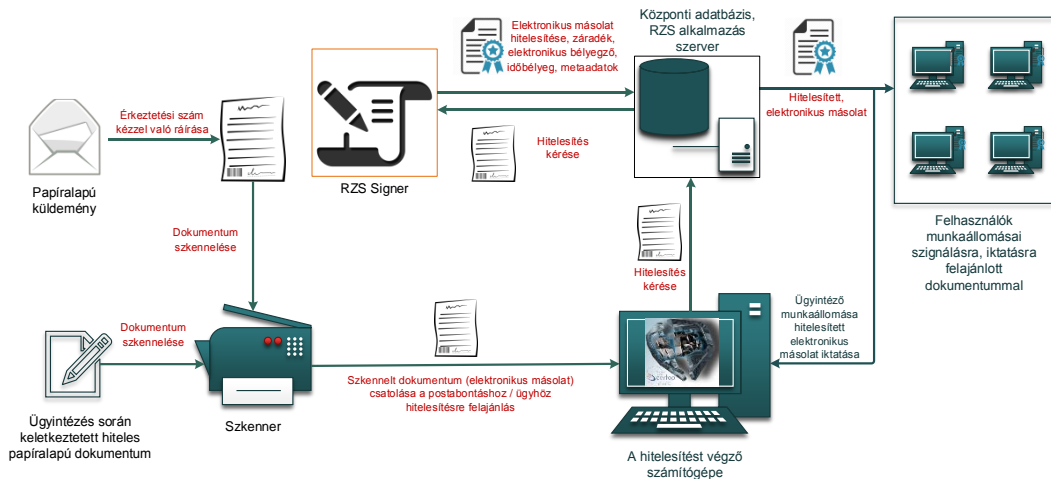 Elektronikus másolat
hitelesítése, záradék,
elektronikus bélyegző,
időbélyeg, metaadatok
Központi adatbázis,
RZS alkalmazás
szerver
Érkeztetési szám
kézzel való ráírása
Hitelesítés
kérése
Hitelesített,
elektronikus másolat
Papíralapú
küldemény
RZS Signer
Dokumentum
szkennelése
Hitelesítés
kérése
Felhasználók
munkaállomásai
szignálásra, iktatásra
felajánlott
dokumentummal
Dokumentum
szkennelése
Ügyintéző
munkaállomása
hitelesített
elektronikus
másolat iktatása
Szkennelt dokumentum (elektronikus másolat)
csatolása a postabontáshoz / ügyhöz
hitelesítésre felajánlás
Ügyintézés során
keletkeztetett hiteles
papíralapú dokumentum
Szkenner
A hitelesítést végző
számítógépe